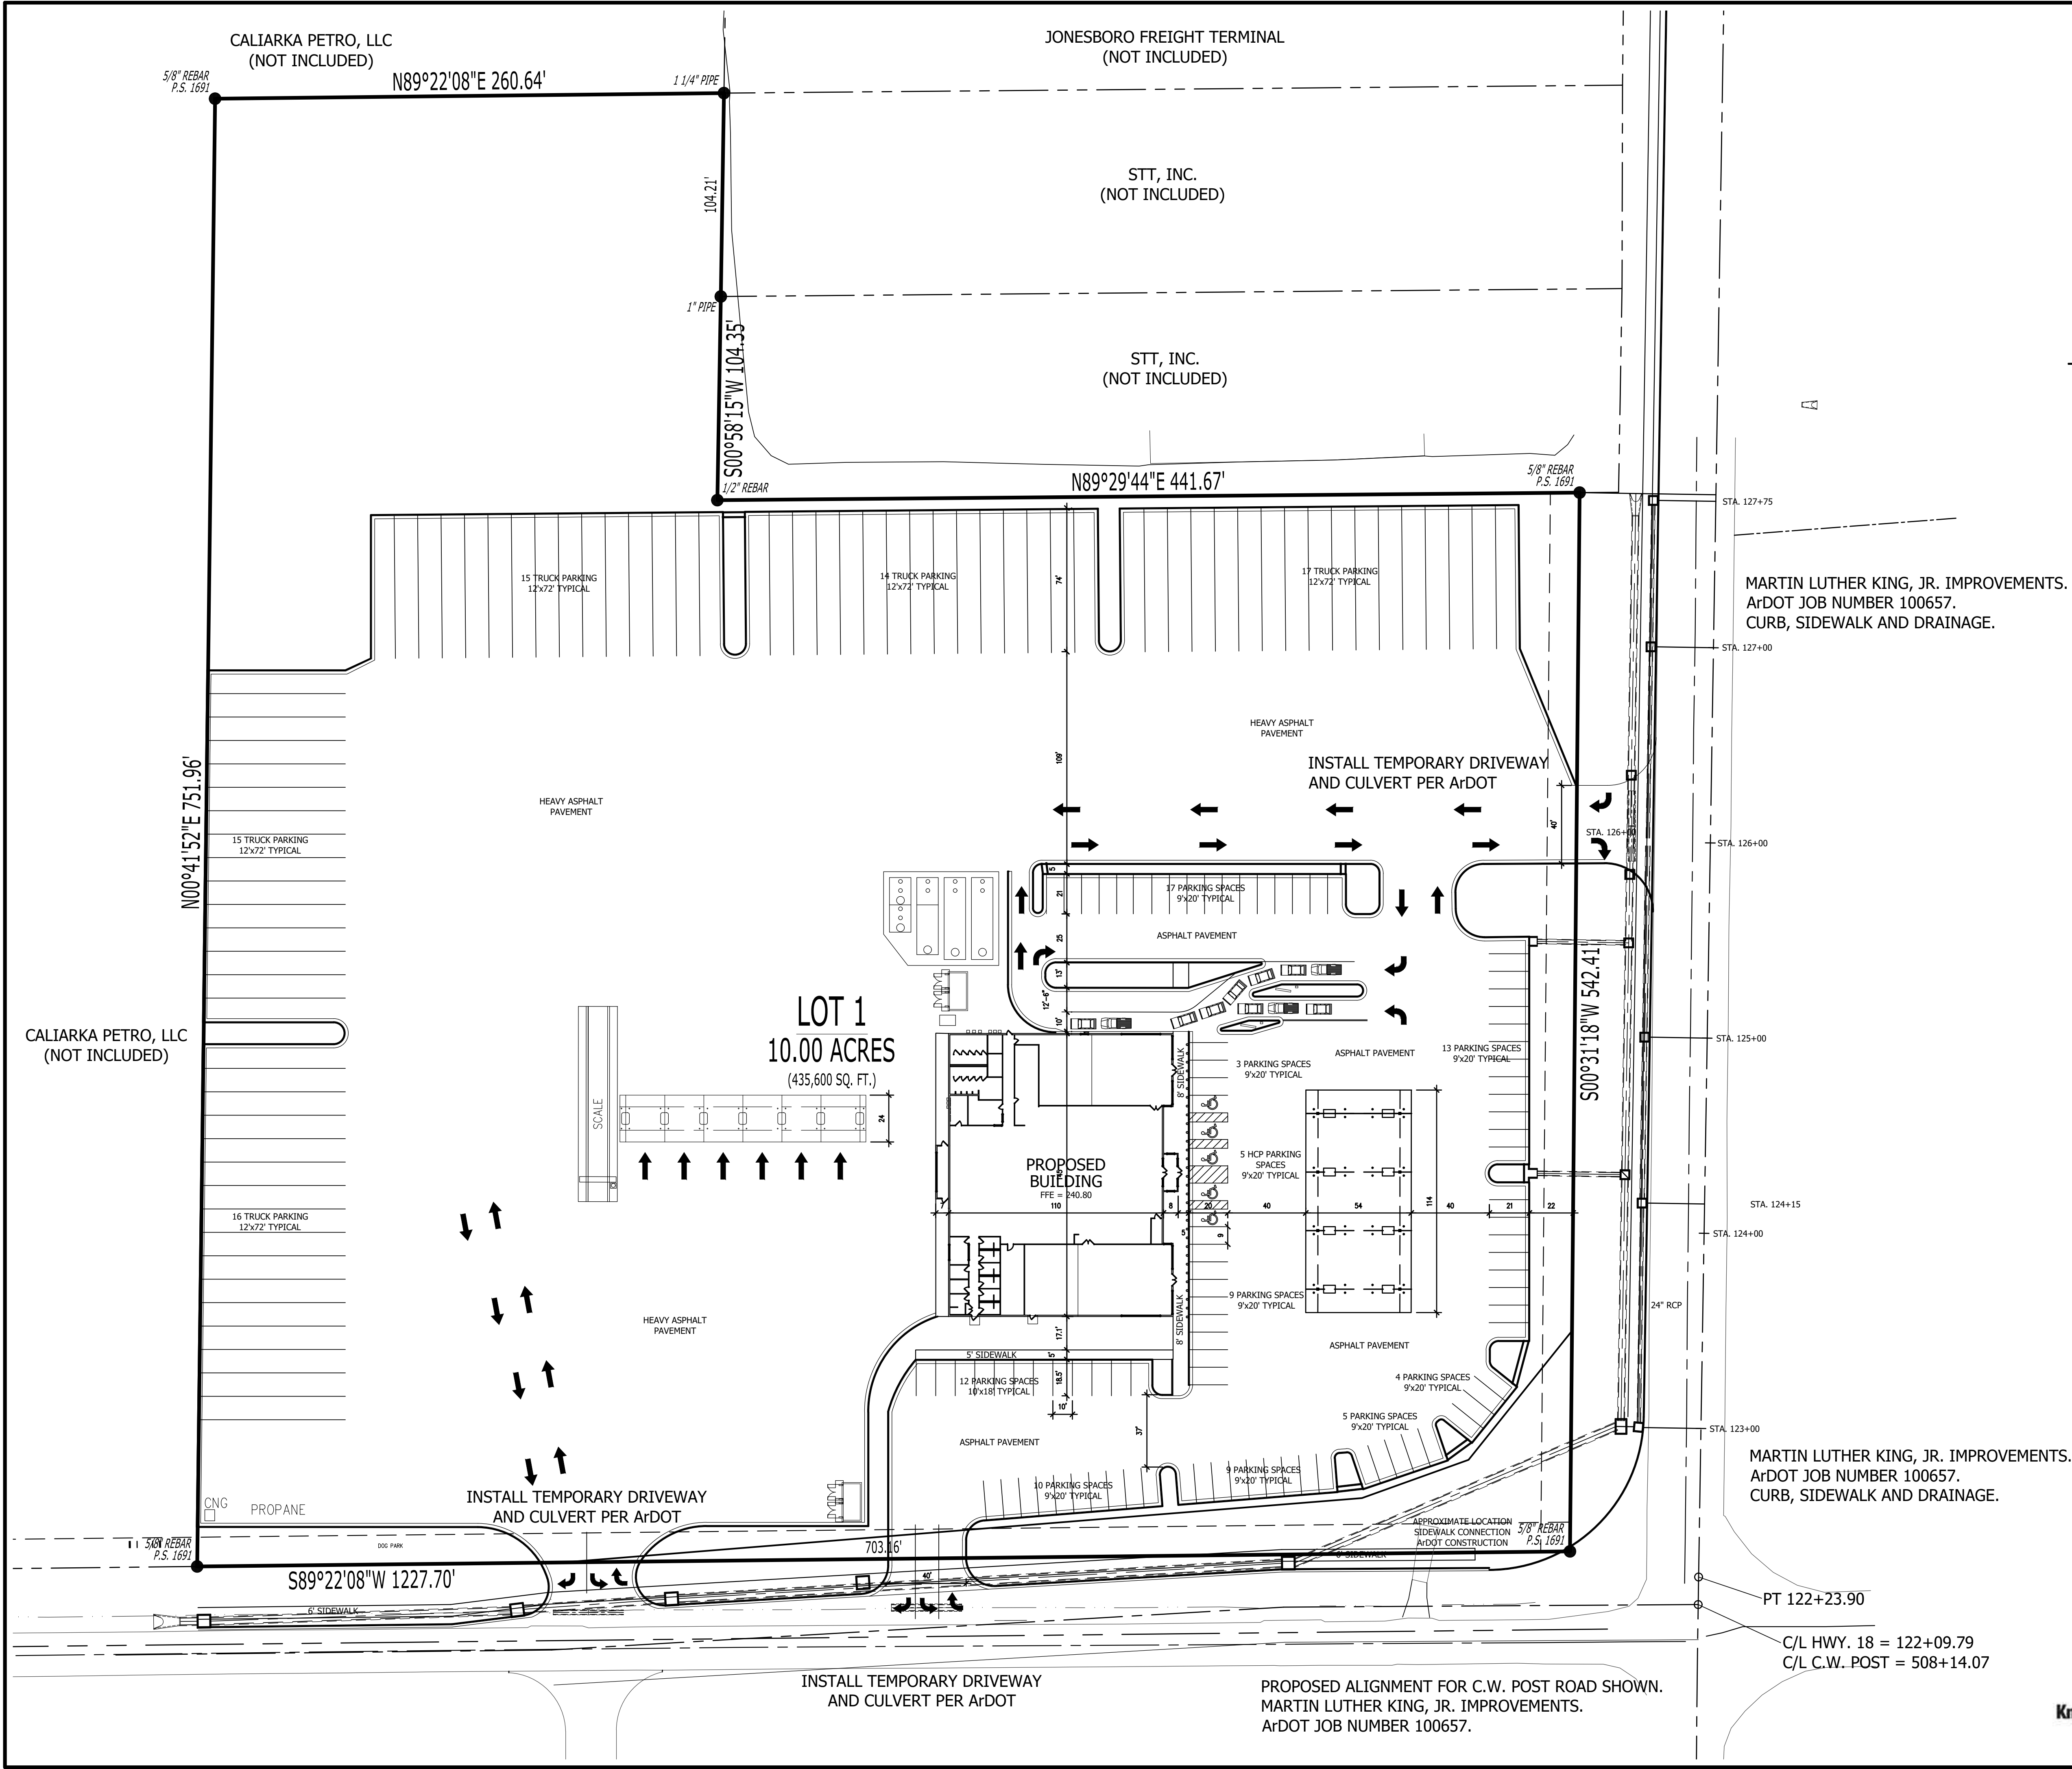 CALIARKA PETRO, LLC
(NOT INCLUDED)
JONESBORO FREIGHT TERMINAL
(NOT INCLUDED)
5/8" REBAR
P.S. 1691
N89°22'08"E 260.64'
1 1/4" PIPE
104.21'
STT, INC.
(NOT INCLUDED)
1" PIPE
S00°58'15"W 104.35'
STT, INC.
(NOT INCLUDED)
1/2" REBAR
N89°29'44"E 441.67'
5/8" REBAR
P.S. 1691
STA. 127+75
15 TRUCK PARKING
12'x72' TYPICAL
14 TRUCK PARKING
12'x72' TYPICAL
74'
17 TRUCK PARKING
12'x72' TYPICAL
MARTIN LUTHER KING, JR. IMPROVEMENTS.
ArDOT JOB NUMBER 100657.
CURB, SIDEWALK AND DRAINAGE.
STA. 127+00
HEAVY ASPHALT
PAVEMENT
109'
INSTALL TEMPORARY DRIVEWAY
AND CULVERT PER ArDOT
HEAVY ASPHALT
PAVEMENT
N00°41'52"E 751.96'
15 TRUCK PARKING
12'x72' TYPICAL
40'
STA. 126+00
STA. 126+00
5
21
17 PARKING SPACES
9'x20' TYPICAL
25
ASPHALT PAVEMENT
13'
12'-6"
10'
LOT 1
10.00 ACRES
(435,600 SQ. FT.)
CALIARKA PETRO, LLC
(NOT INCLUDED)
8' SIDEWALK
3 PARKING SPACES
9'x20' TYPICAL
ASPHALT PAVEMENT
13 PARKING SPACES
9'x20' TYPICAL
S00°31'18"W 542.41'
STA. 125+00
SCALE
24
PROPOSED
BUILDING
FFE = 240.80
5 HCP PARKING
SPACES
9'x20' TYPICAL
7
110
8
20
40
54
114
40
21
22
5
9
STA. 124+15
STA. 124+00
16 TRUCK PARKING
12'x72' TYPICAL
HEAVY ASPHALT
PAVEMENT
8' SIDEWALK
9 PARKING SPACES
9'x20' TYPICAL
24" RCP
17.1'
5' SIDEWALK
5'
18.5'
ASPHALT PAVEMENT
12 PARKING SPACES
10'x18' TYPICAL
10'
37'
4 PARKING SPACES
9'x20' TYPICAL
5 PARKING SPACES
9'x20' TYPICAL
ASPHALT PAVEMENT
STA. 123+00
MARTIN LUTHER KING, JR. IMPROVEMENTS.
ArDOT JOB NUMBER 100657.
CURB, SIDEWALK AND DRAINAGE.
9 PARKING SPACES
9'x20' TYPICAL
10 PARKING SPACES
9'x20' TYPICAL
CNG
PROPANE
INSTALL TEMPORARY DRIVEWAY
AND CULVERT PER ArDOT
APPROXIMATE LOCATION
SIDEWALK CONNECTION
ArDOT CONSTRUCTION
5/8" REBAR
P.S. 1691
5/8" REBAR
P.S. 1691
DOG PARK
703.16'
6' SIDEWALK
S89°22'08"W 1227.70'
40'
6' SIDEWALK
PT 122+23.90
C/L HWY. 18 = 122+09.79
C/L C.W. POST = 508+14.07
INSTALL TEMPORARY DRIVEWAY
AND CULVERT PER ArDOT
PROPOSED ALIGNMENT FOR C.W. POST ROAD SHOWN.
MARTIN LUTHER KING, JR. IMPROVEMENTS.
ArDOT JOB NUMBER 100657.